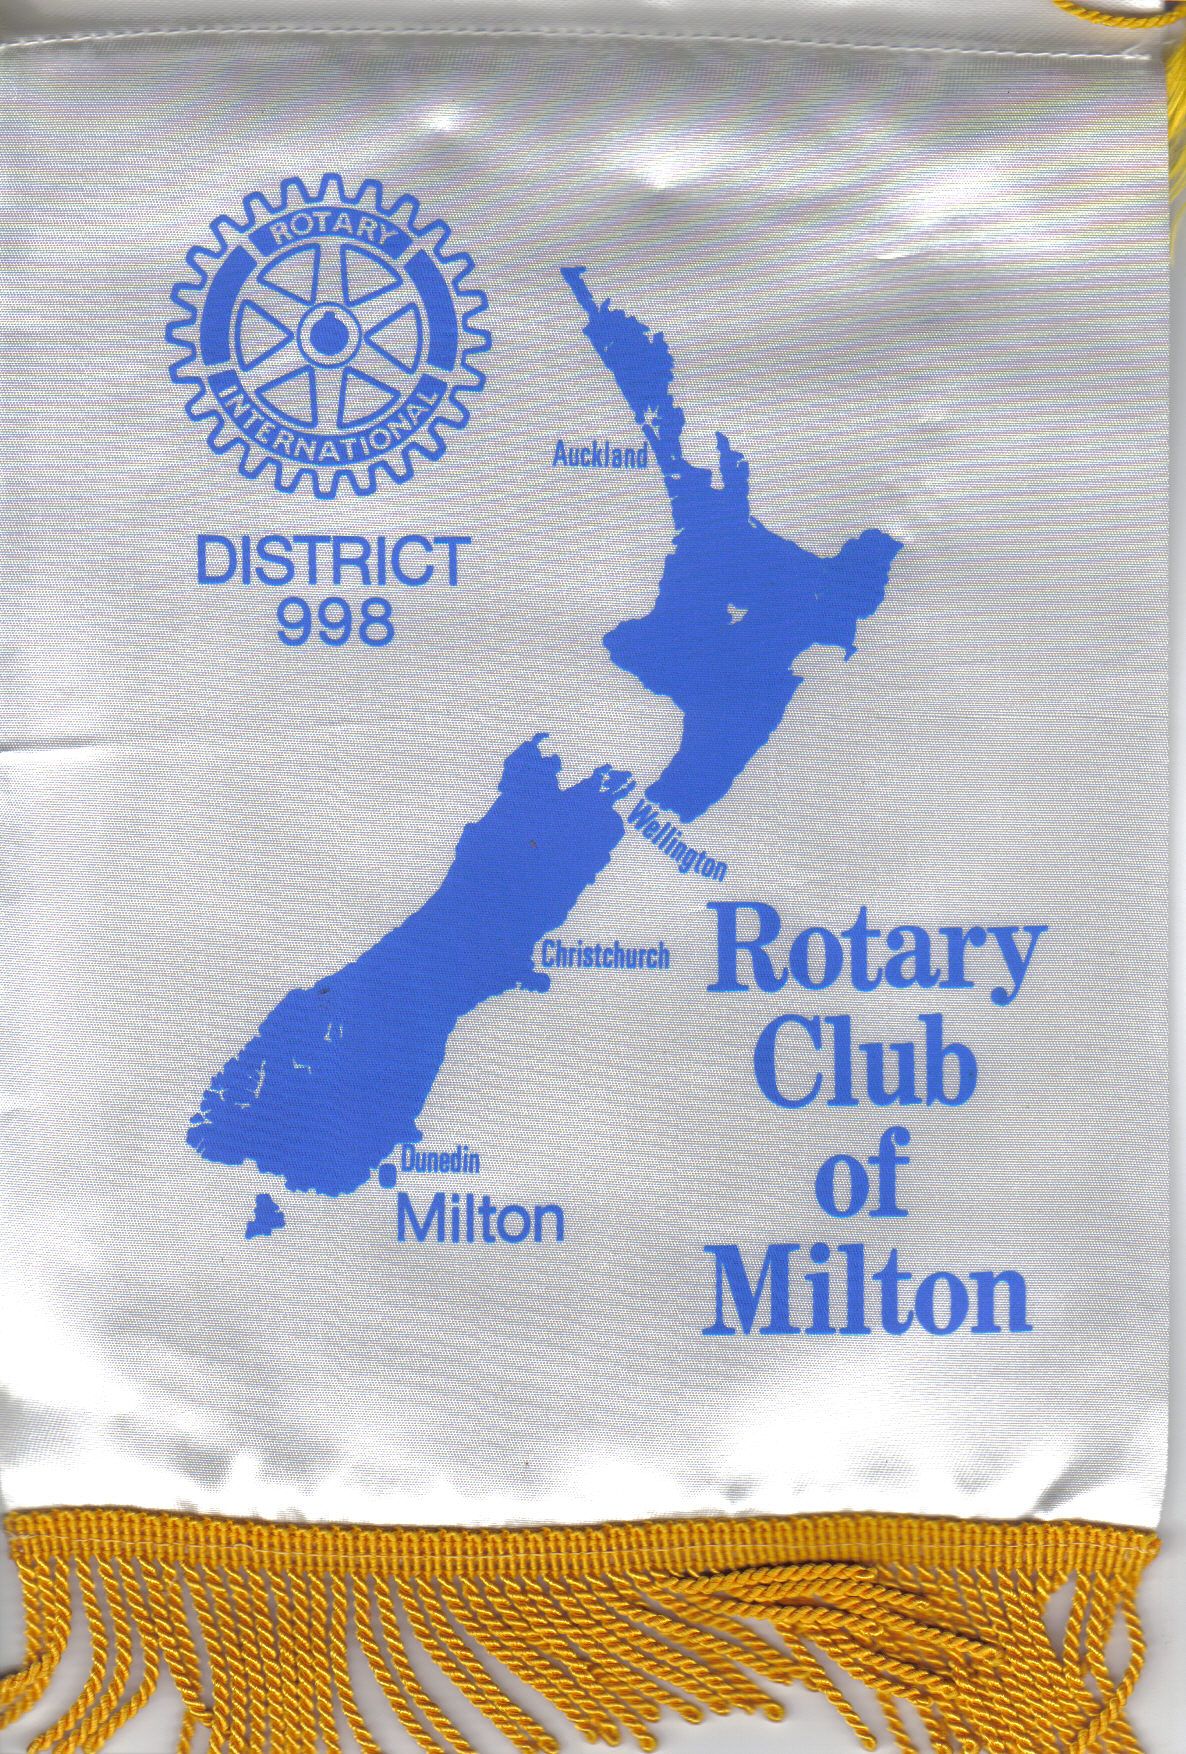 ROTARY
INTERNATIONAL
DISTRICT
998
Auckland
Wellington
Christchurch
Dunedin
Milton
Rotary
Club
of
Milton